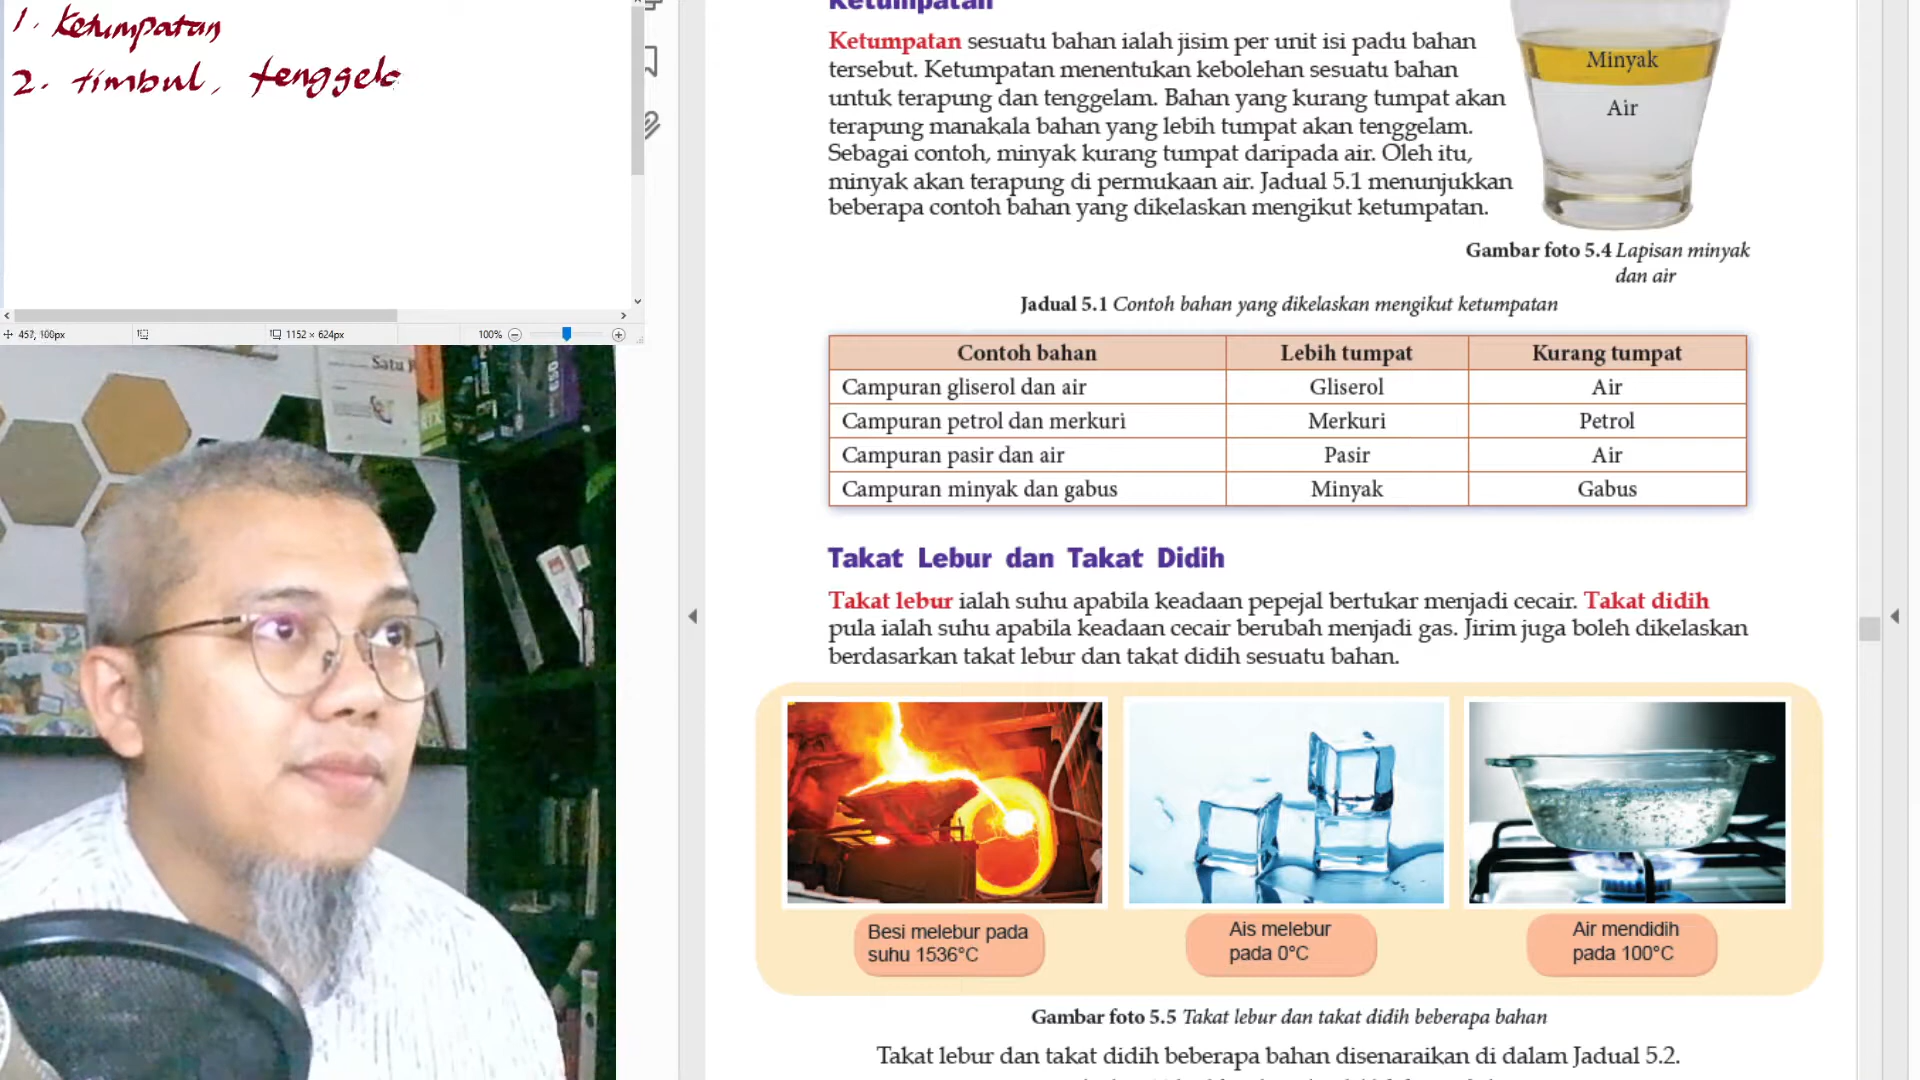 1. Ketumpatan
2. timbul, tenggela
457, 100px
1152 × 624px
100%
Satu
Ketumpatan
Ketumpatan sesuatu bahan ialah jisim per unit isi padu bahan
tersebut. Ketumpatan menentukan kebolehan sesuatu bahan
untuk terapung dan tenggelam. Bahan yang kurang tumpat akan
terapung manakala bahan yang lebih tumpat akan tenggelam.
Sebagai contoh, minyak kurang tumpat daripada air. Oleh itu,
minyak akan terapung di permukaan air. Jadual 5.1 menunjukkan
beberapa contoh bahan yang dikelaskan mengikut ketumpatan.
Minyak
Air
Gambar foto 5.4 Lapisan minyak
dan air
Jadual 5.1 Contoh bahan yang dikelaskan mengikut ketumpatan
Contoh bahan Lebih tumpat Kurang tumpat
Campuran gliserol dan air Gliserol Air
Campuran petrol dan merkuri Merkuri Petrol
Campuran pasir dan air Pasir Air
Campuran minyak dan gabus Minyak Gabus
Takat Lebur dan Takat Didih
Takat lebur ialah suhu apabila keadaan pepejal bertukar menjadi cecair. Takat didih
pula ialah suhu apabila keadaan cecair berubah menjadi gas. Jirim juga boleh dikelaskan
berdasarkan takat lebur dan takat didih sesuatu bahan.
Besi melebur pada
suhu 1536°C
Ais melebur
pada 0°C
Air mendidih
pada 100°C
Gambar foto 5.5 Takat lebur dan takat didih beberapa bahan
Takat lebur dan takat didih beberapa bahan disenaraikan di dalam Jadual 5.2.